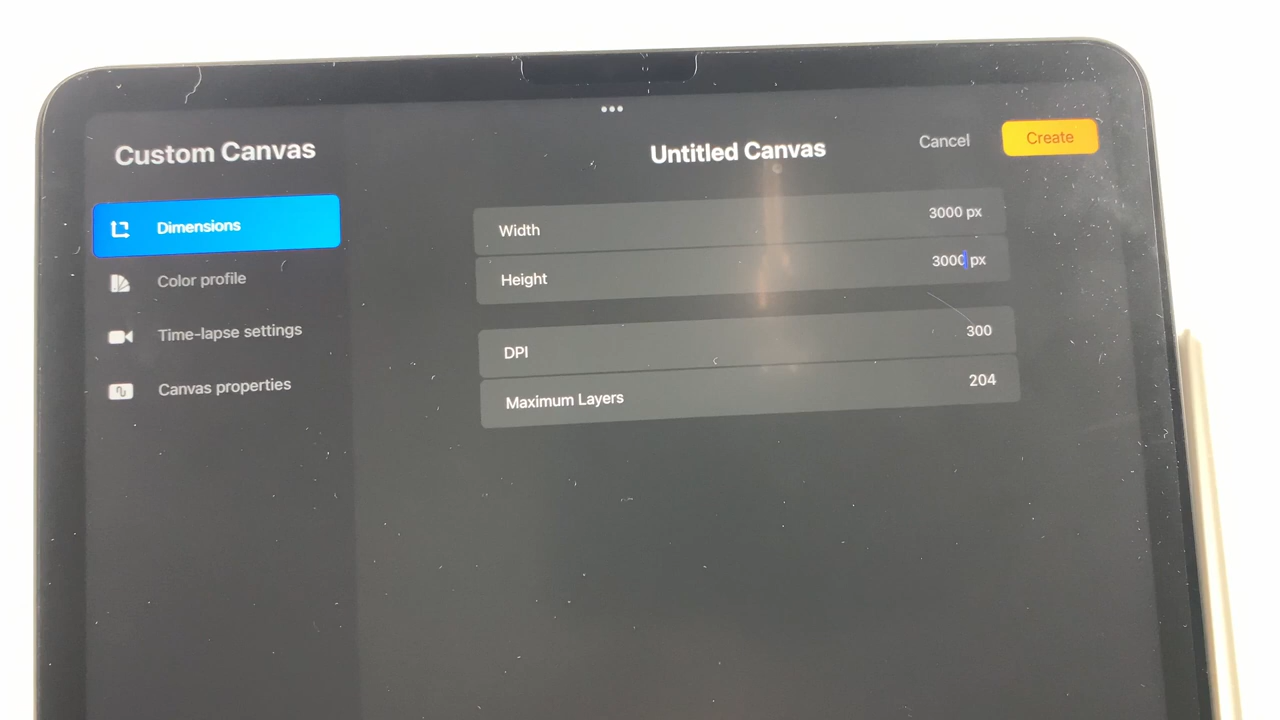 Custom Canvas
Untitled Canvas
Cancel
Create
Dimensions
Color profile
Time-lapse settings
Canvas properties
Width 3000 px
Height 3000 px
DPI 300
Maximum Layers 204